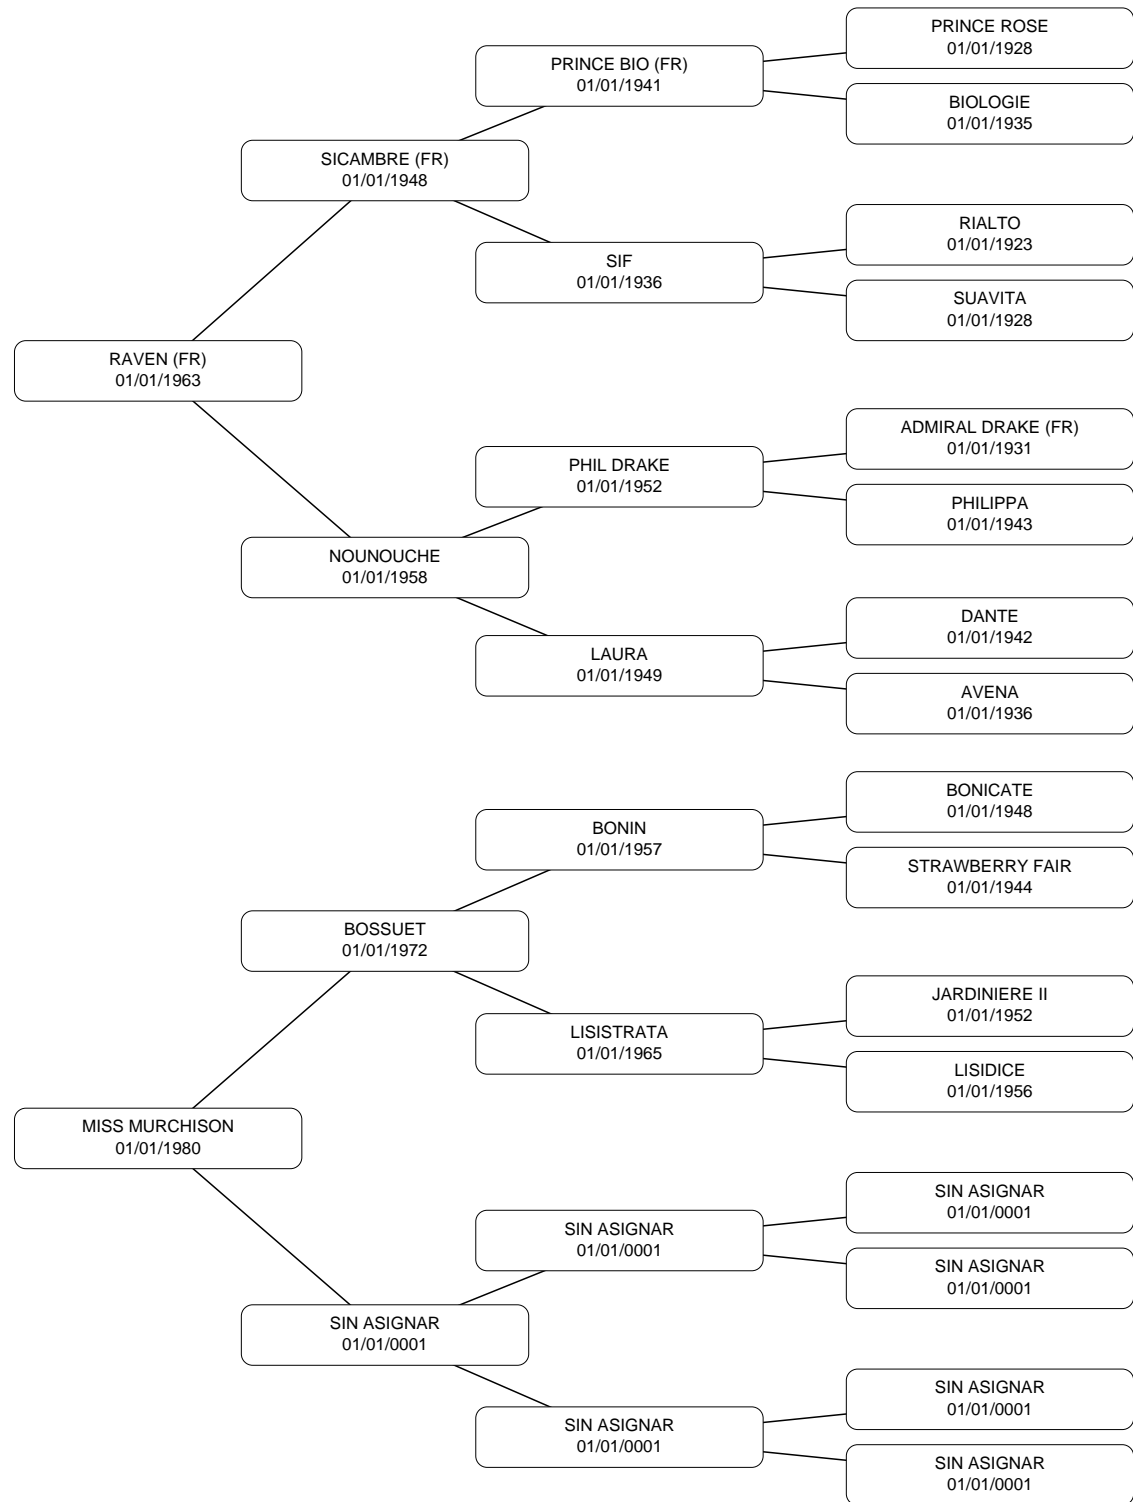 PRINCE ROSE
01/01/1928
PRINCE BIO (FR)
01/01/1941
BIOLOGIE
01/01/1935
SICAMBRE (FR)
01/01/1948
RIALTO
01/01/1923
SIF
01/01/1936
SUAVITA
01/01/1928
RAVEN (FR)
01/01/1963
ADMIRAL DRAKE (FR)
01/01/1931
PHIL DRAKE
01/01/1952
PHILIPPA
01/01/1943
NOUNOUCHE
01/01/1958
DANTE
01/01/1942
LAURA
01/01/1949
AVENA
01/01/1936
BONICATE
01/01/1948
BONIN
01/01/1957
STRAWBERRY FAIR
01/01/1944
BOSSUET
01/01/1972
JARDINIERE II
01/01/1952
LISISTRATA
01/01/1965
LISIDICE
01/01/1956
MISS MURCHISON
01/01/1980
SIN ASIGNAR
01/01/0001
SIN ASIGNAR
01/01/0001
SIN ASIGNAR
01/01/0001
SIN ASIGNAR
01/01/0001
SIN ASIGNAR
01/01/0001
SIN ASIGNAR
01/01/0001
SIN ASIGNAR
01/01/0001